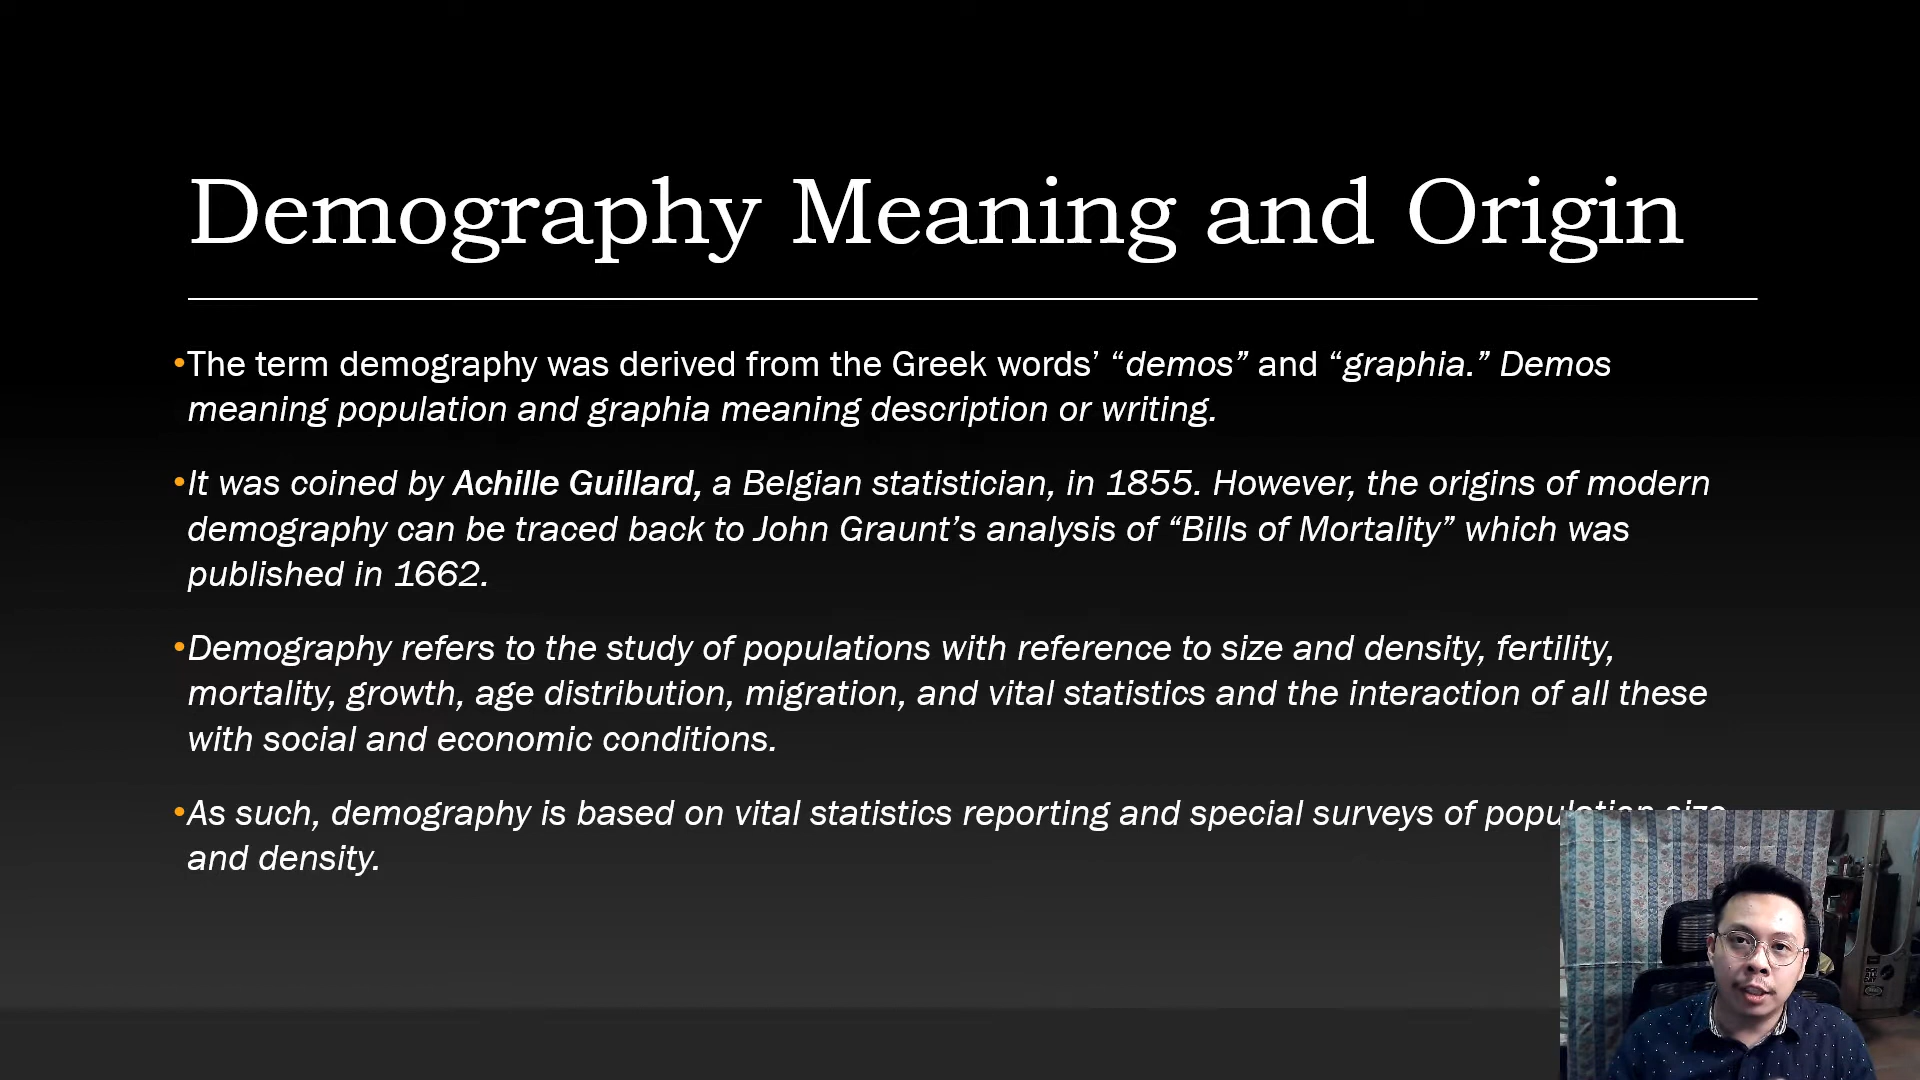 Demography Meaning and Origin
•The term demography was derived from the Greek words’ “demos” and “graphia.” Demos
meaning population and graphia meaning description or writing.
•It was coined by Achille Guillard, a Belgian statistician, in 1855. However, the origins of modern
demography can be traced back to John Graunt’s analysis of “Bills of Mortality” which was
published in 1662.
•Demography refers to the study of populations with reference to size and density, fertility,
mortality, growth, age distribution, migration, and vital statistics and the interaction of all these
with social and economic conditions.
•As such, demography is based on vital statistics reporting and special surveys of population size
and density.